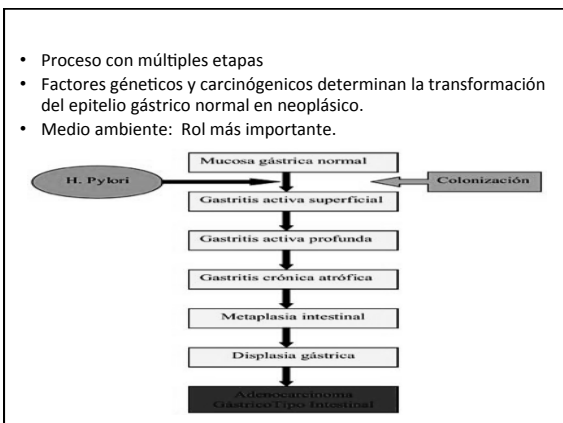 • Proceso con múltiples etapas
• Factores géneticos y carcinógenicos determinan la transformación
del epitelio gástrico normal en neoplásico.
• Medio ambiente: Rol más importante.
Mucosa gástrica normal
H. Pylori
Colonización
Gastritis activa superficial
Gastritis activa profunda
Gastritis crónica atrófica
Metaplasia intestinal
Displasia gástrica
Adenocarcinoma
GástricoTipo Intestinal